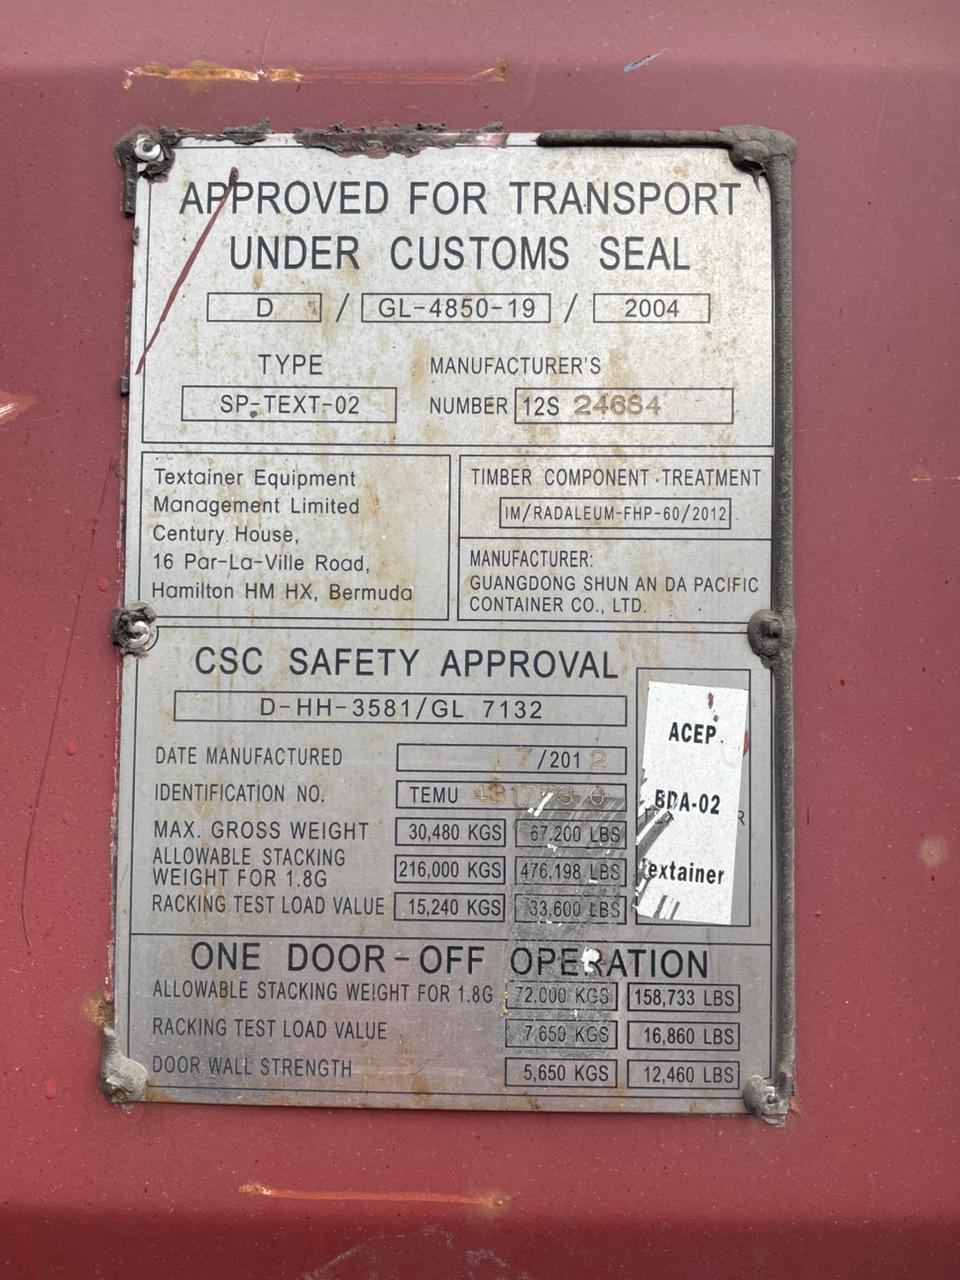 APPROVED FOR TRANSPORT
UNDER CUSTOMS SEAL
D / GL-4850-19 / 2004
TYPE
SP-TEXT-02
MANUFACTURER'S
NUMBER 12S 24684
Textainer Equipment
Management Limited
Century House,
16 Par-La-Ville Road,
Hamilton HM HX, Bermuda
TIMBER COMPONENT TREATMENT
IM/RADALEUM-FHP-60/2012
MANUFACTURER:
GUANGDONG SHUN AN DA PACIFIC
CONTAINER CO., LTD.
CSC SAFETY APPROVAL
D-HH-3581/GL 7132
DATE MANUFACTURED 7/2012
IDENTIFICATION NO. TEMU
MAX. GROSS WEIGHT 30,480 KGS 67,200 LBS
ALLOWABLE STACKING
WEIGHT FOR 1.8G 216,000 KGS 476,198 LBS
RACKING TEST LOAD VALUE 15,240 KGS 33,600 LBS
ACEP
BDA-02
textainer
ONE DOOR-OFF OPERATION
ALLOWABLE STACKING WEIGHT FOR 1.8G 72,000 KGS 158,733 LBS
RACKING TEST LOAD VALUE 7,650 KGS 16,860 LBS
DOOR WALL STRENGTH 5,650 KGS 12,460 LBS